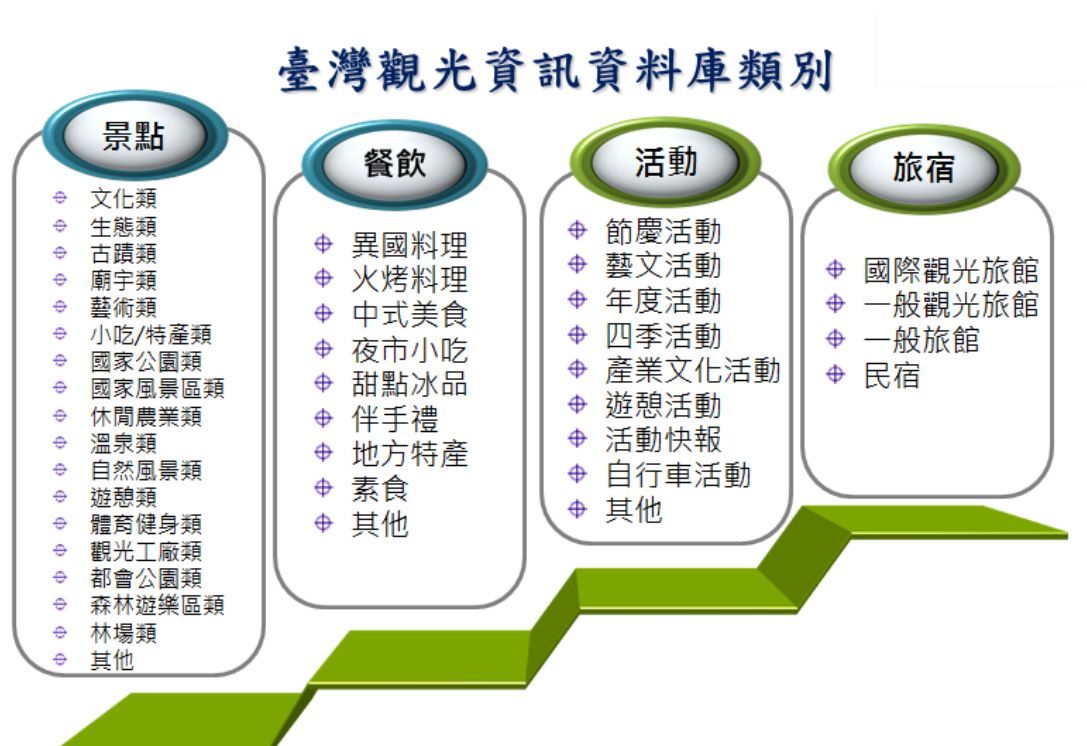 臺灣觀光資訊資料庫類別
景點
文化類
生態類
古蹟類
廟宇類
藝術類
小吃/特產類
國家公園類
國家風景區類
休閒農業類
溫泉類
自然風景類
遊憩類
體育健身類
觀光工廠類
都會公園類
森林遊樂區類
林場類
其他
餐飲
異國料理
火烤料理
中式美食
夜市小吃
甜點冰品
伴手禮
地方特產
素食
其他
活動
節慶活動
藝文活動
年度活動
四季活動
產業文化活動
遊憩活動
活動快報
自行車活動
其他
旅宿
國際觀光旅館
一般觀光旅館
一般旅館
民宿